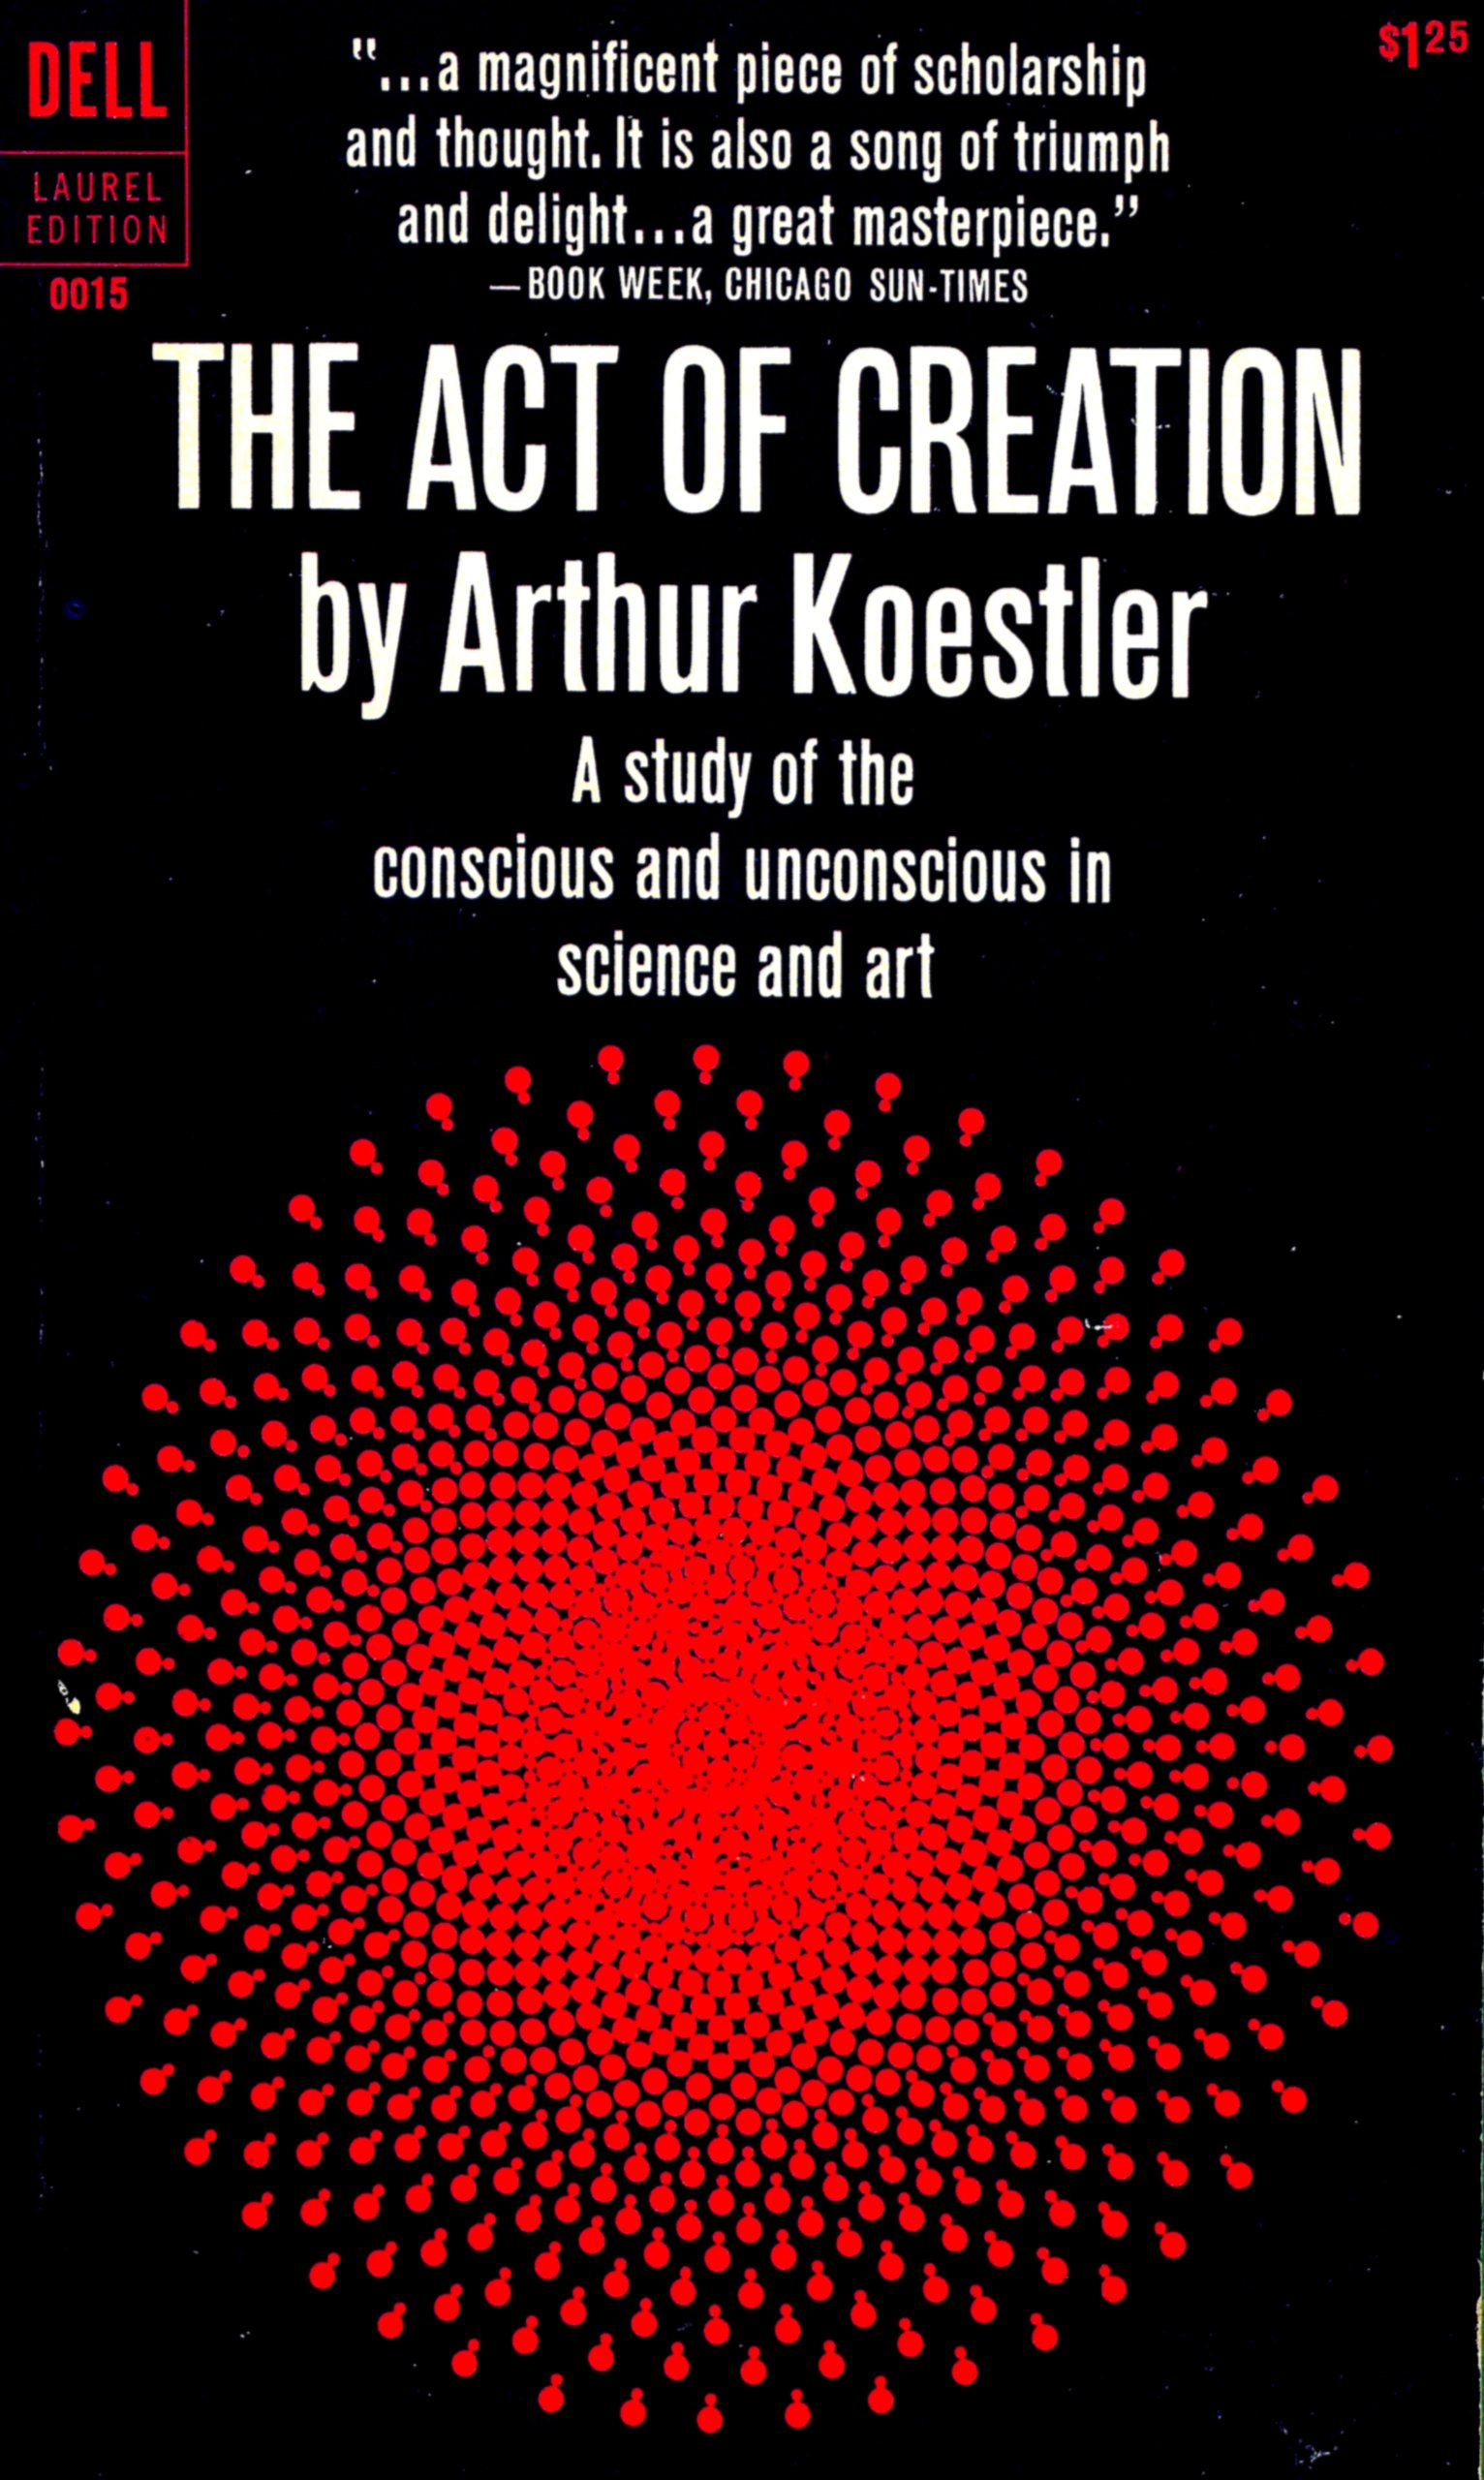 DELL
LAUREL
EDITION
0015
$1.25
"...a magnificent piece of scholarship
and thought. It is also a song of triumph
and delight...a great masterpiece."
—BOOK WEEK, CHICAGO SUN-TIMES
THE ACT OF CREATION
by Arthur Koestler
A study of the
conscious and unconscious in
science and art